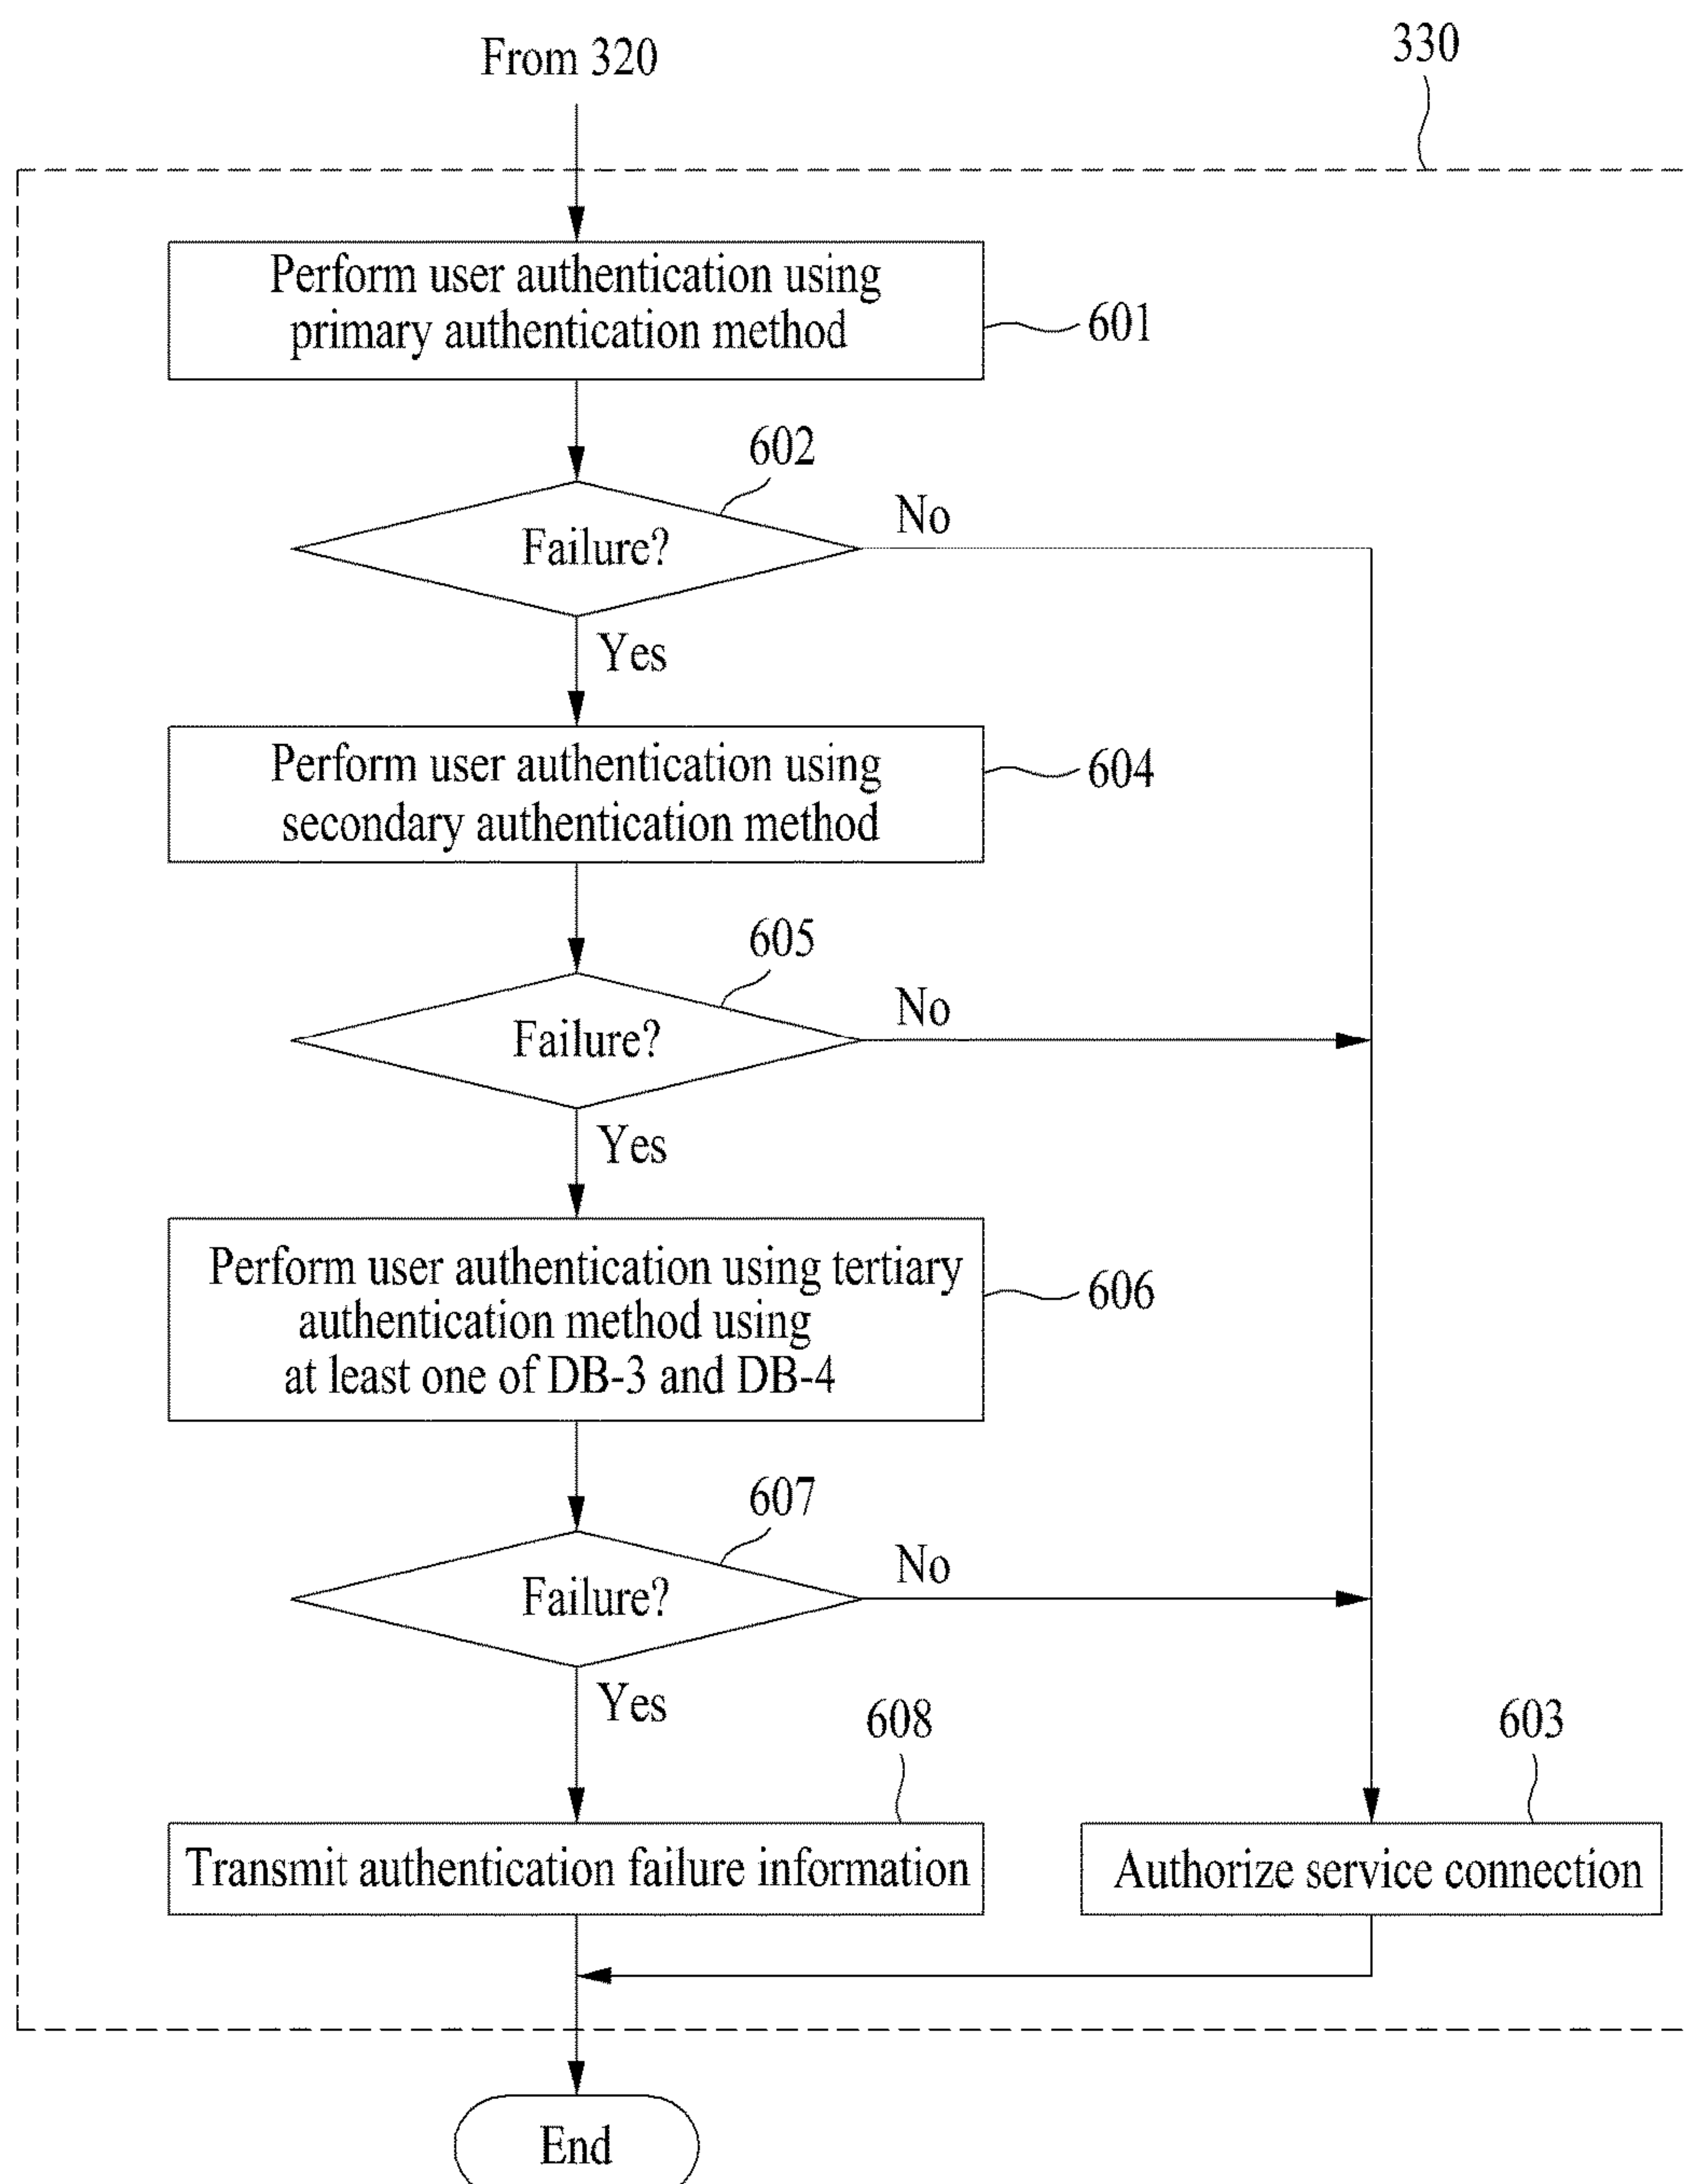 From 320
330
Perform user authentication using
primary authentication method
601
602
Failure?
No
Yes
Perform user authentication using
secondary authentication method
604
605
Failure?
No
Yes
Perform user authentication using tertiary
authentication method using
at least one of DB-3 and DB-4
606
607
Failure?
No
Yes
608
603
Transmit authentication failure information
Authorize service connection
End